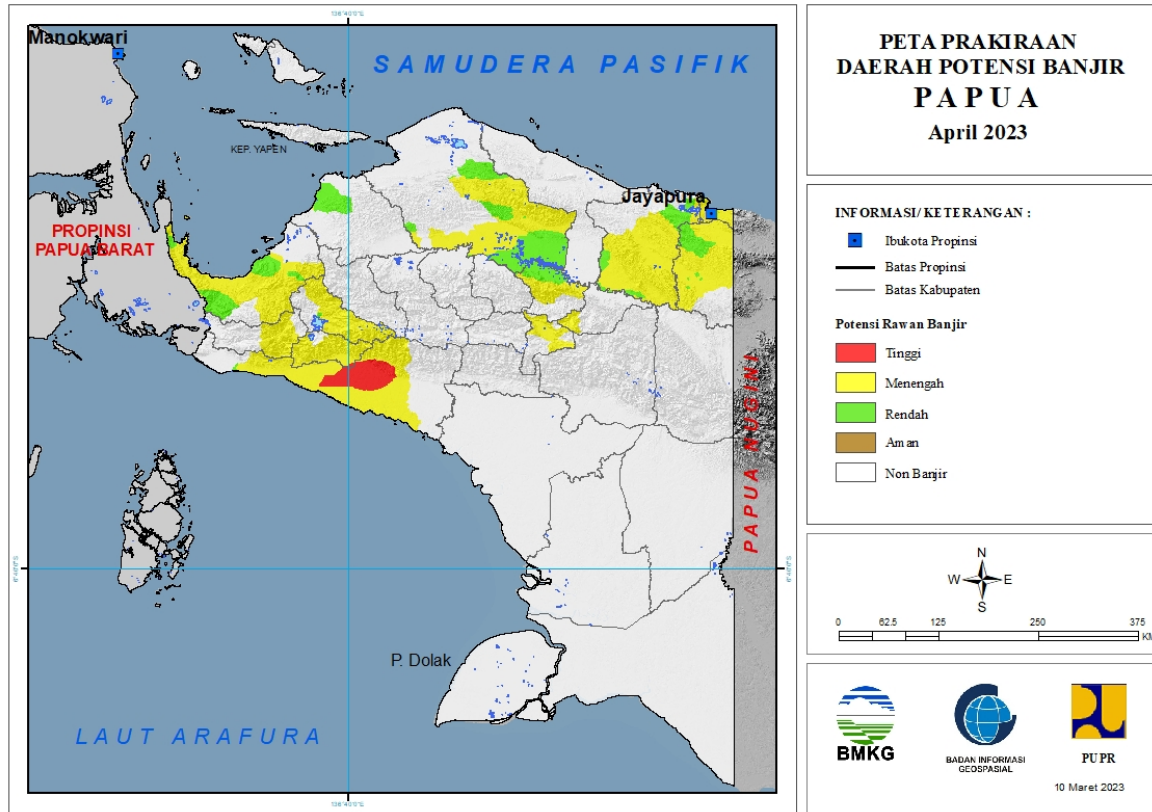 Manokwari
SAMUDERA PASIFIK
KEP. YAPEN
Jayapura
PROPINSI
PAPUA BARAT
PAPUA NUGINI
P. Dolak
LAUT ARAFURA
PETA PRAKIRAAN
DAERAH POTENSI BANJIR
PAPUA
April 2023
INFORMASI/ KETERANGAN :
Ibukota Propinsi
Batas Propinsi
Batas Kabupaten
Potensi Rawan Banjir
Tinggi
Menengah
Rendah
Aman
Non Banjir
N
W E
S
0 62.5 125 250 375
KM
BMKG
BADAN INFORMASI
GEOSPASIAL
PUPR
10 Maret 2023